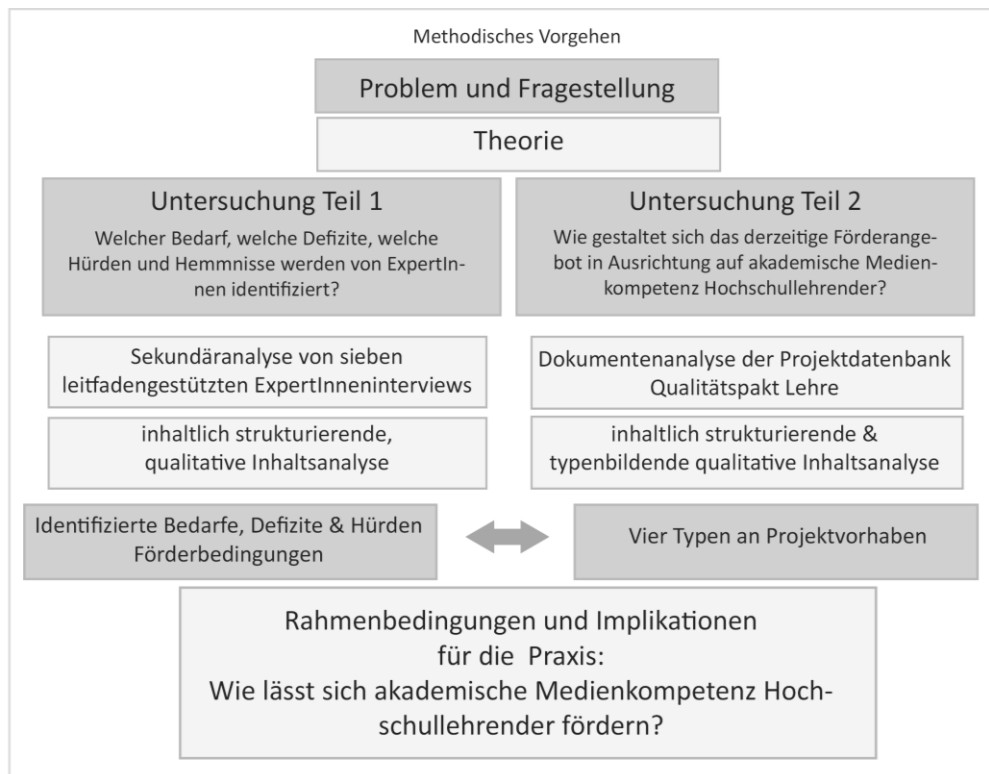 Methodisches Vorgehen
Problem und Fragestellung
Theorie
Untersuchung Teil 1
Welcher Bedarf, welche Defizite, welche
Hürden und Hemmnisse werden von ExpertIn-
nen identifiziert?
Untersuchung Teil 2
Wie gestaltet sich das derzeitige Förderange-
bot in Ausrichtung auf akademische Medien-
kompetenz Hochschullehrender?
Sekundäranalyse von sieben
leitfadengestützten ExpertInneninterviews
Dokumentenanalyse der Projektdatenbank
Qualitätspakt Lehre
inhaltlich strukturierende,
qualitative Inhaltsanalyse
inhaltlich strukturierende &
typenbildende qualitative Inhaltsanalyse
Identifizierte Bedarfe, Defizite & Hürden
Förderbedingungen
Vier Typen an Projektvorhaben
Rahmenbedingungen und Implikationen
für die Praxis:
Wie lässt sich akademische Medienkompetenz Hoch-
schullehrender fördern?